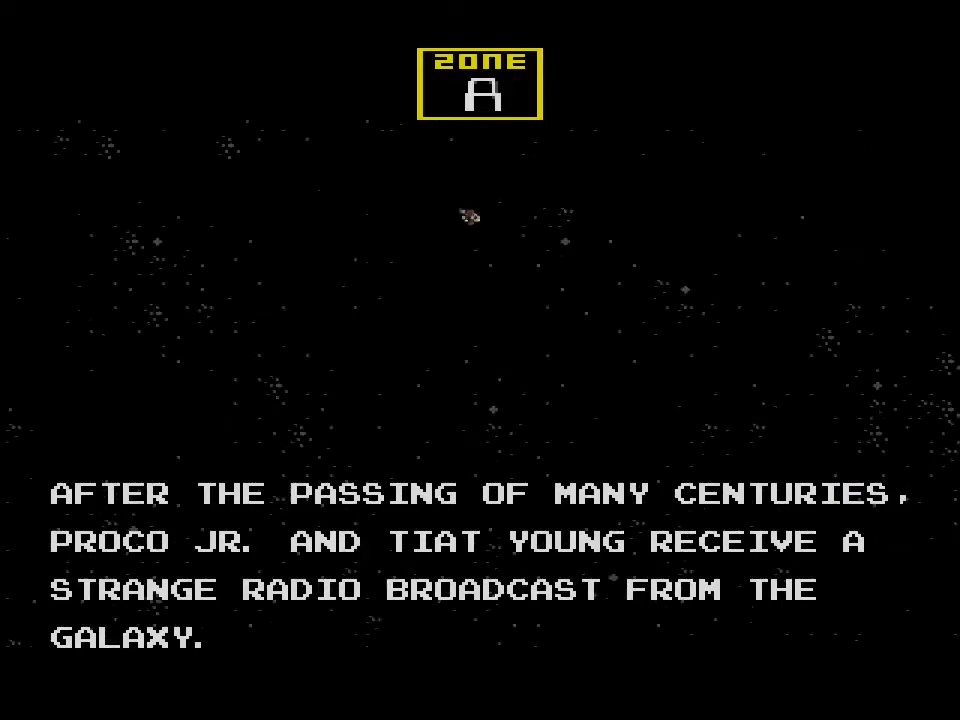 ZONE
A
AFTER THE PASSING OF MANY CENTURIES,
PROCO JR. AND TIAT YOUNG RECEIVE A
STRANGE RADIO BROADCAST FROM THE
GALAXY.